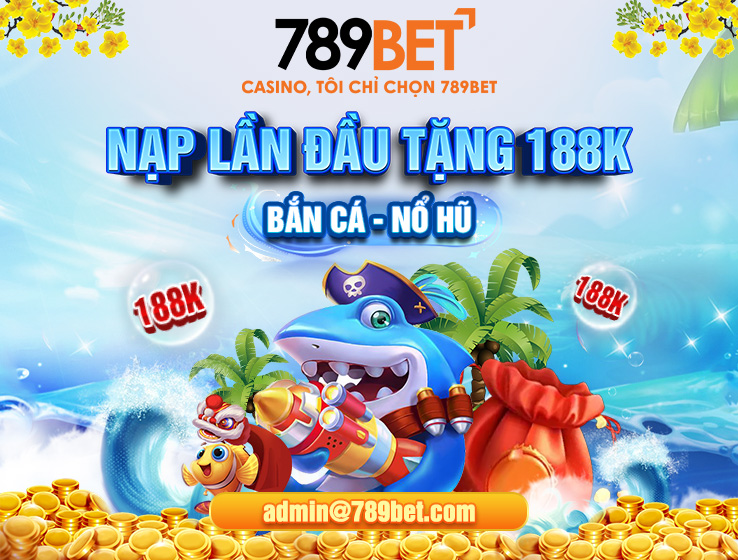 789BET
CASINO, TÔI CHỈ CHỌN 789BET
NẠP LẦN ĐẦU TẶNG 188K
BẮN CÁ - NỔ HŨ
188K
188K
admin@789bet.com